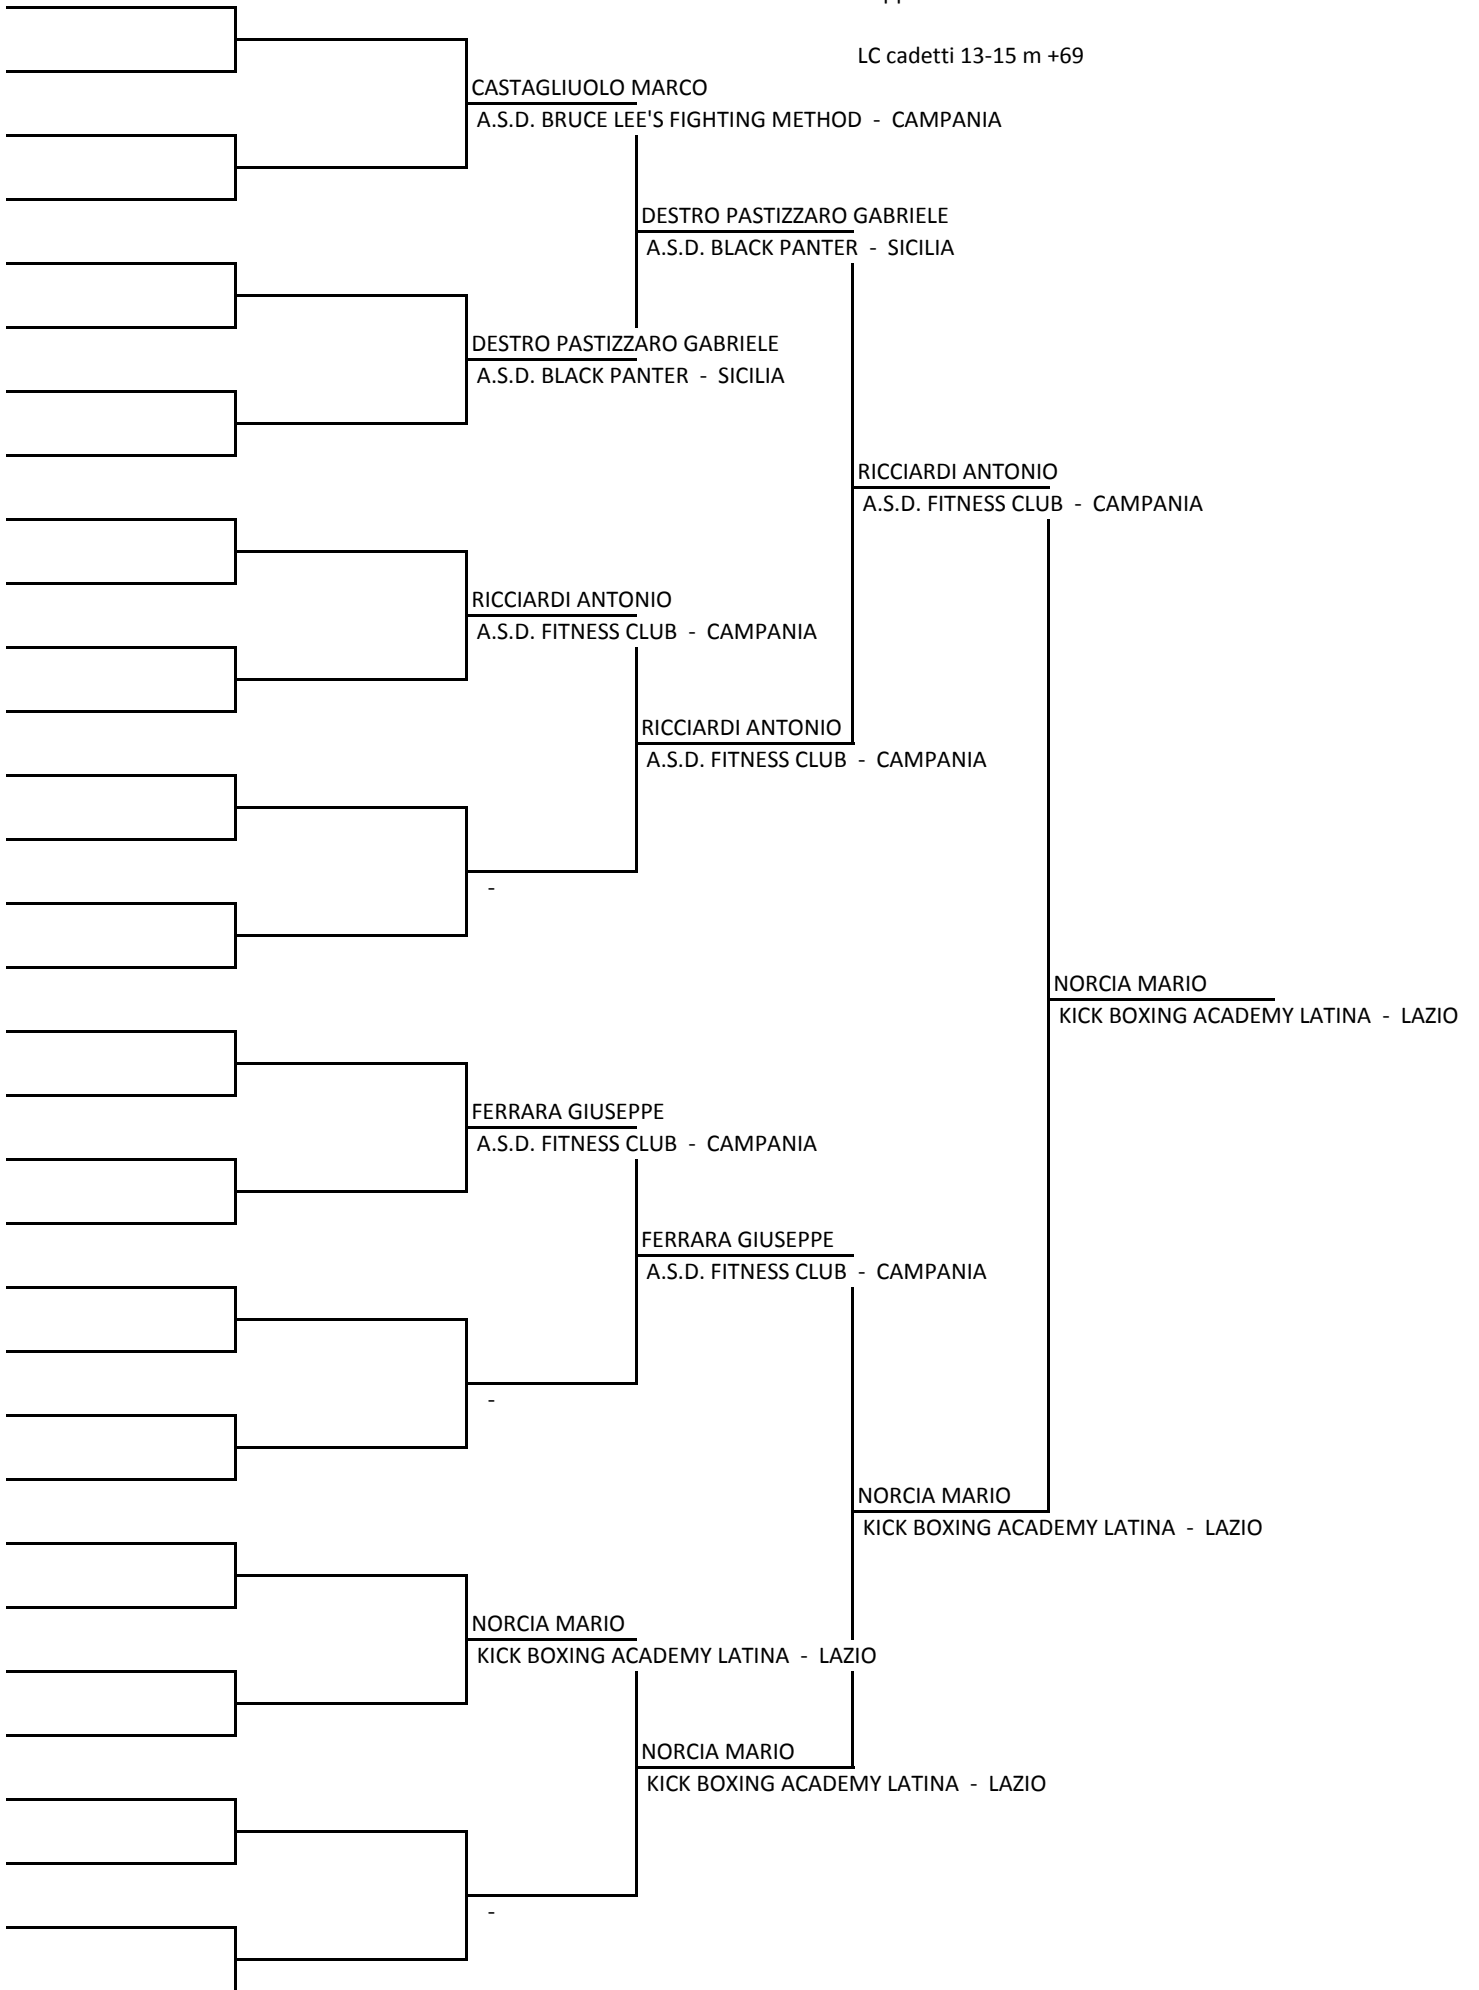 LC cadetti 13-15 m +69
CASTAGLIUOLO MARCO
A.S.D. BRUCE LEE'S FIGHTING METHOD - CAMPANIA
DESTRO PASTIZZARO GABRIELE
A.S.D. BLACK PANTER - SICILIA
DESTRO PASTIZZARO GABRIELE
A.S.D. BLACK PANTER - SICILIA
RICCIARDI ANTONIO
A.S.D. FITNESS CLUB - CAMPANIA
RICCIARDI ANTONIO
A.S.D. FITNESS CLUB - CAMPANIA
RICCIARDI ANTONIO
A.S.D. FITNESS CLUB - CAMPANIA
-
NORCIA MARIO
KICK BOXING ACADEMY LATINA - LAZIO
FERRARA GIUSEPPE
A.S.D. FITNESS CLUB - CAMPANIA
FERRARA GIUSEPPE
A.S.D. FITNESS CLUB - CAMPANIA
-
NORCIA MARIO
KICK BOXING ACADEMY LATINA - LAZIO
NORCIA MARIO
KICK BOXING ACADEMY LATINA - LAZIO
NORCIA MARIO
KICK BOXING ACADEMY LATINA - LAZIO
-